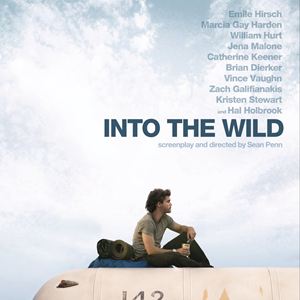 Emile Hirsch
Marcia Gay Harden
William Hurt
Jena Malone
Catherine Keener
Brian Dierker
Vince Vaughn
Zach Galifianakis
Kristen Stewart
and Hal Holbrook
INTO THE WILD
screenplay and directed by Sean Penn
142